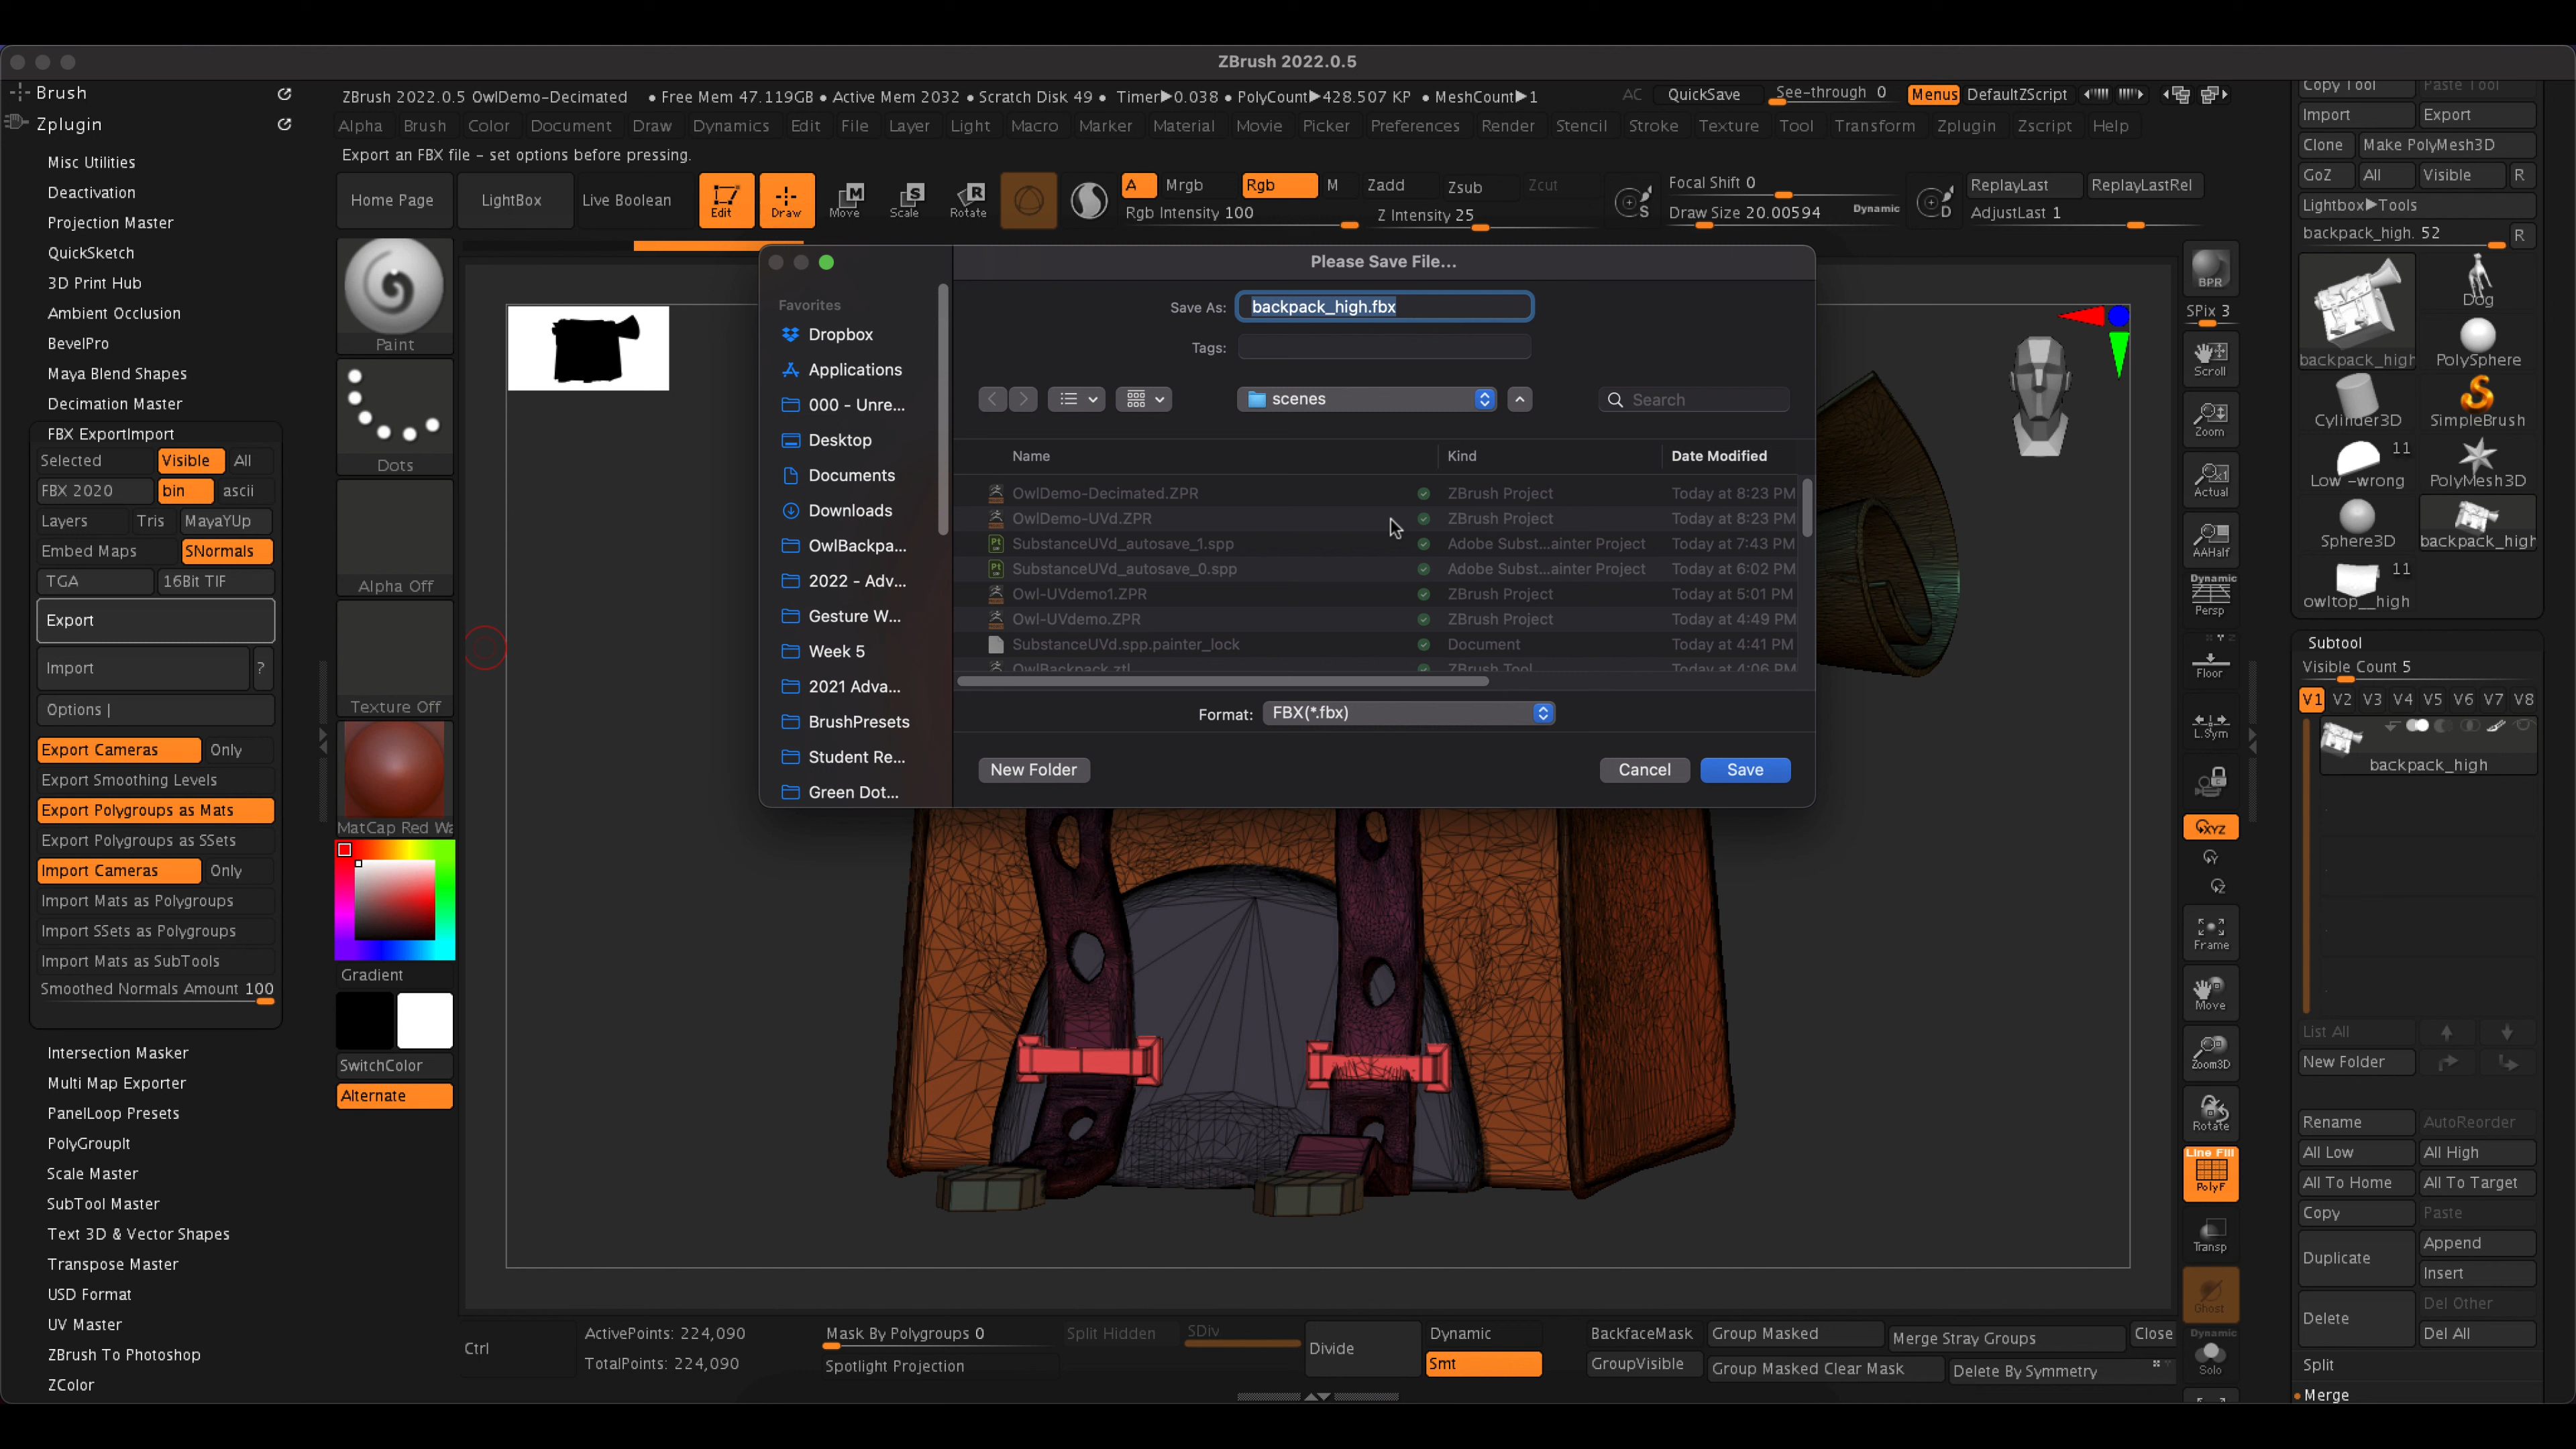 ZBrush 2022.0.5
Brush
Zplugin
Misc Utilities
Deactivation
Projection Master
QuickSketch
3D Print Hub
Ambient Occlusion
BevelPro
Maya Blend Shapes
Decimation Master
FBX ExportImport
Selected Visible All
FBX 2020 bin ascii
Layers Tris MayaYUp
Embed Maps SNormals
TGA 16Bit TIF
Export
Import ?
Options |
Export Cameras Only
Export Smoothing Levels
Export Polygroups as Mats
Export Polygroups as SSets
Import Cameras Only
Import Mats as Polygroups
Import SSets as Polygroups
Import Mats as SubTools
Smoothed Normals Amount 100
Intersection Masker
Multi Map Exporter
PanelLoop Presets
PolyGroupIt
Scale Master
SubTool Master
Text 3D & Vector Shapes
Transpose Master
USD Format
UV Master
ZBrush To Photoshop
ZColor
ZBrush 2022.0.5 OwlDemo-Decimated • Free Mem 47.119GB • Active Mem 2032 • Scratch Disk 49 • Timer▶0.038 • PolyCount▶428.507 KP • MeshCount▶1
AC QuickSave See-through 0 Menus DefaultZScript
Alpha Brush Color Document Draw Dynamics Edit File Layer Light Macro Marker Material Movie Picker Preferences Render Stencil Stroke Texture Tool Transform Zplugin Zscript Help
Export an FBX file – set options before pressing.
Home Page LightBox Live Boolean Edit Draw Move Scale Rotate
A Mrgb Rgb M Zadd Zsub Zcut
Rgb Intensity 100 Z Intensity 25
Focal Shift 0
Draw Size 20.00594 Dynamic
ReplayLast ReplayLastRel
AdjustLast 1
Paint
Dots
Alpha Off
Texture Off
MatCap Red Wa
Gradient
SwitchColor
Alternate
Please Save File...
Save As: backpack_high.fbx
Tags:
scenes
Search
Favorites
Dropbox
Applications
000 - Unre...
Desktop
Documents
Downloads
OwlBackpa...
2022 - Adv...
Gesture W...
Week 5
2021 Adva...
BrushPresets
Student Re...
Green Dot...
Name Kind Date Modified
OwlDemo-Decimated.ZPR ZBrush Project Today at 8:23 PM
OwlDemo-UVd.ZPR ZBrush Project Today at 8:23 PM
SubstanceUVd_autosave_1.spp Adobe Subst...ainter Project Today at 7:43 PM
SubstanceUVd_autosave_0.spp Adobe Subst...ainter Project Today at 6:02 PM
Owl-UVdemo1.ZPR ZBrush Project Today at 5:01 PM
Owl-UVdemo.ZPR ZBrush Project Today at 4:49 PM
SubstanceUVd.spp.painter_lock Document Today at 4:41 PM
OwlBackpack.ztl ZBrush Tool Today at 4:06 PM
Format: FBX(*.fbx)
New Folder Cancel Save
BPR
SPix 3
Scroll
Zoom
Actual
AAHalf
Dynamic
Persp
Floor
L.Sym
XYZ
Frame
Move
Zoom3D
Rotate
Line Fill
PolyF
Transp
Ghost
Dynamic
Solo
Copy Tool Paste Tool
Import Export
Clone Make PolyMesh3D
GoZ All Visible R
Lightbox▶Tools
backpack_high. 52 R
backpack_high Dog
PolySphere
Cylinder3D SimpleBrush
11
Low -wrong PolyMesh3D
Sphere3D backpack_high
11
owltop__high
Subtool
Visible Count 5
V1 V2 V3 V4 V5 V6 V7 V8
backpack_high
List All
New Folder
Rename AutoReorder
All Low All High
All To Home All To Target
Copy Paste
Duplicate Append
Insert
Delete Del Other
Del All
Split
Merge
Ctrl
ActivePoints: 224,090
TotalPoints: 224,090
Mask By Polygroups 0
Spotlight Projection
Split Hidden
SDiv
Divide
Dynamic
Smt
BackfaceMask Group Masked Merge Stray Groups Close
GroupVisible Group Masked Clear Mask Delete By Symmetry